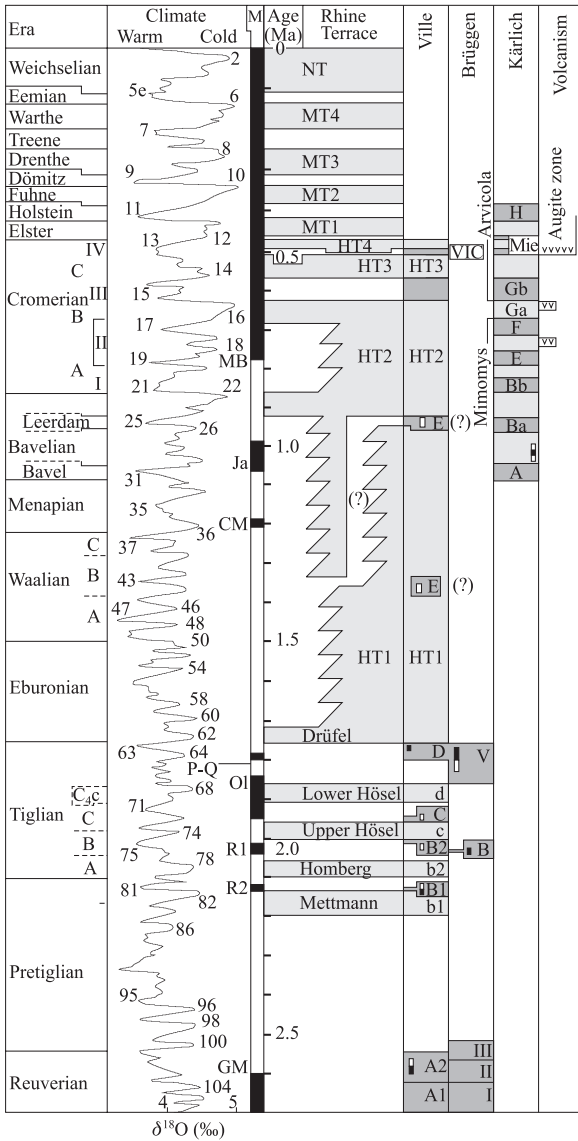 Era
Climate
Warm Cold
M
Age (Ma)
Rhine Terrace
Ville
Brüggen
Kärlich
Volcanism
0
Weichselian
2
NT
5e
Eemian
6
Warthe
MT4
7
Treene
8
Drenthe
MT3
9
10
Dömitz
Fuhne
MT2
Arvicola
Augite zone
11
Holstein
H
Elster
12
MT1
IV
13
HT4
VIC
Mie
vvvvv
0.5
C
14
HT3
HT3
Cromerian
III
15
Gb
B
16
Ga
vv
17
F
II
18
vv
19
MB
HT2
HT2
E
A
Mimomys
I
21
22
Bb
Leerdam
25
26
E
(?)
Ba
Bavelian
1.0
Ja
Bavel
A
31
Menapian
35
(?)
CM
36
C
37
Waalian
B
43
E
(?)
47
46
A
48
50
1.5
54
Eburonian
HT1
HT1
58
60
62
Drüfel
63
64
D
V
P-Q
C4c
68
Ol
Lower Hösel
d
Tiglian
71
C
C
74
Upper Hösel
c
B
R1
2.0
B2
B
75
78
A
Homberg
b2
81
R2
B1
82
Mettmann
b1
86
Pretiglian
95
96
98
100
2.5
III
GM
A2
II
Reuverian
104
A1
I
4
5
δ18O (‰)